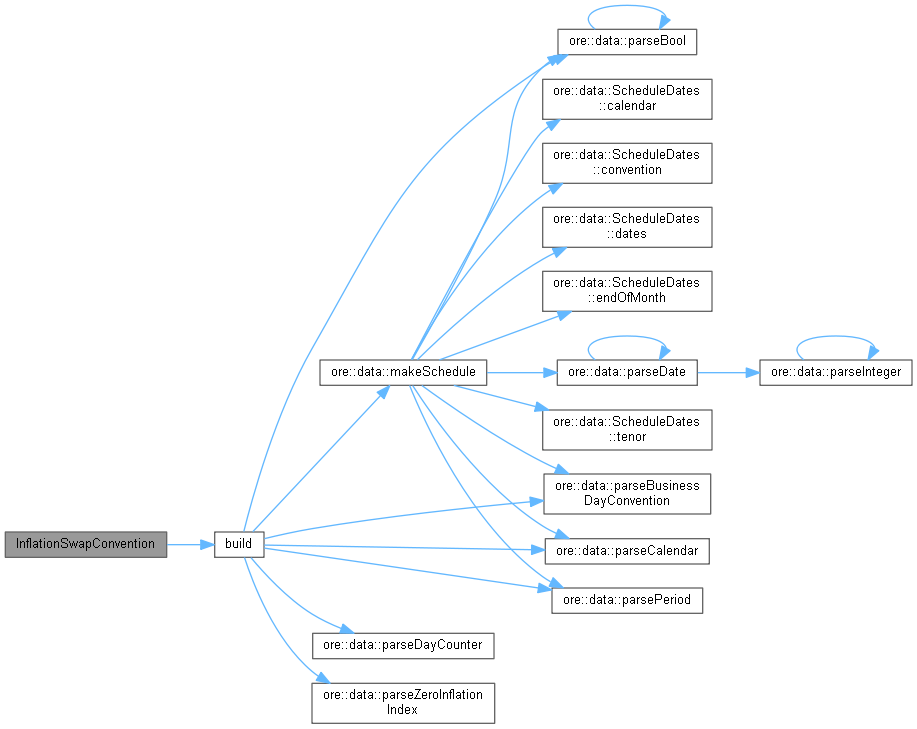 ore::data::parseBool
ore::data::ScheduleDates
::calendar
ore::data::ScheduleDates
::convention
ore::data::ScheduleDates
::dates
ore::data::ScheduleDates
::endOfMonth
ore::data::makeSchedule
ore::data::parseDate
ore::data::parseInteger
ore::data::ScheduleDates
::tenor
ore::data::parseBusiness
DayConvention
InflationSwapConvention
build
ore::data::parseCalendar
ore::data::parsePeriod
ore::data::parseDayCounter
ore::data::parseZeroInflation
Index